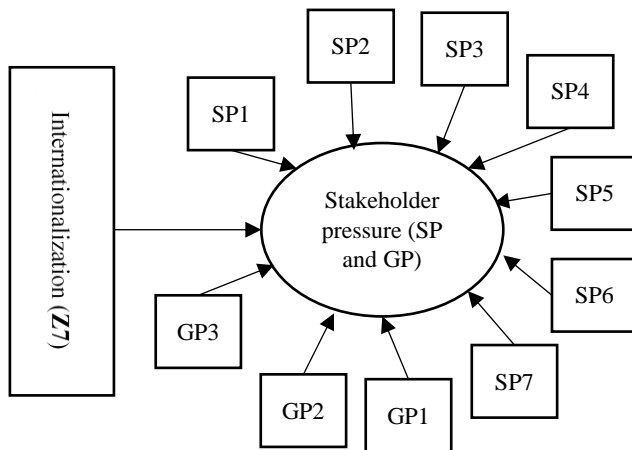 SP2
SP3
SP4
SP1
Internationalization (Z7)
Stakeholder
pressure (SP
and GP)
SP5
SP6
GP3
SP7
GP2
GP1